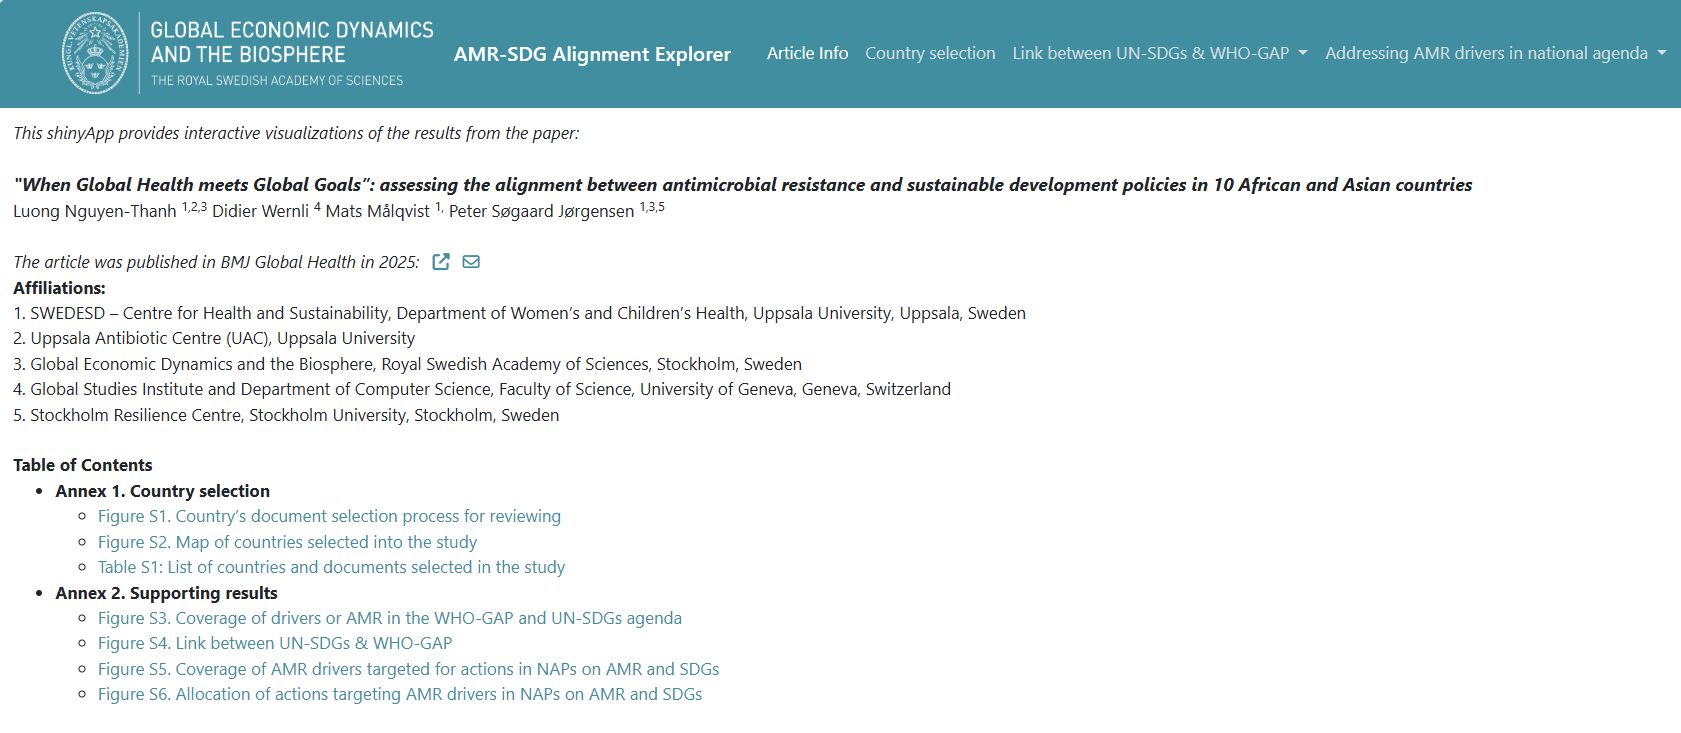 GLOBAL ECONOMIC DYNAMICS
AND THE BIOSPHERE
THE ROYAL SWEDISH ACADEMY OF SCIENCES
AMR-SDG Alignment Explorer
Article Info
Country selection
Link between UN-SDGs & WHO-GAP
Addressing AMR drivers in national agenda
This shinyApp provides interactive visualizations of the results from the paper:
"When Global Health meets Global Goals”: assessing the alignment between antimicrobial resistance and sustainable development policies in 10 African and Asian countries
Luong Nguyen-Thanh 1,2,3 Didier Wernli 4 Mats Målqvist 1, Peter Søgaard Jørgensen 1,3,5
The article was published in BMJ Global Health in 2025:
Affiliations:
1. SWEDESD – Centre for Health and Sustainability, Department of Women’s and Children’s Health, Uppsala University, Uppsala, Sweden
2. Uppsala Antibiotic Centre (UAC), Uppsala University
3. Global Economic Dynamics and the Biosphere, Royal Swedish Academy of Sciences, Stockholm, Sweden
4. Global Studies Institute and Department of Computer Science, Faculty of Science, University of Geneva, Geneva, Switzerland
5. Stockholm Resilience Centre, Stockholm University, Stockholm, Sweden
Table of Contents
• Annex 1. Country selection
Figure S1. Country’s document selection process for reviewing
Figure S2. Map of countries selected into the study
Table S1: List of countries and documents selected in the study
• Annex 2. Supporting results
Figure S3. Coverage of drivers or AMR in the WHO-GAP and UN-SDGs agenda
Figure S4. Link between UN-SDGs & WHO-GAP
Figure S5. Coverage of AMR drivers targeted for actions in NAPs on AMR and SDGs
Figure S6. Allocation of actions targeting AMR drivers in NAPs on AMR and SDGs